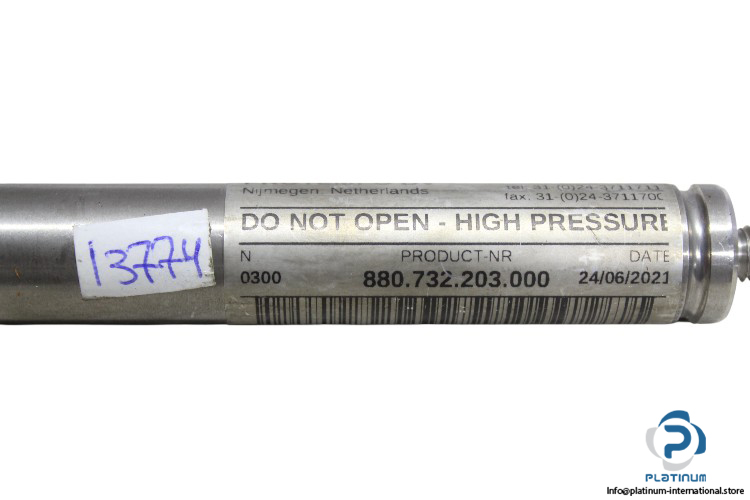 Nijmegen, Netherlands
fax. 31-(0)24-3711700
DO NOT OPEN - HIGH PRESSURE
N PRODUCT-NR DATE
0300 880.732.203.000 24/06/2021
13774
PLATINUM
Info@platinum-international.store